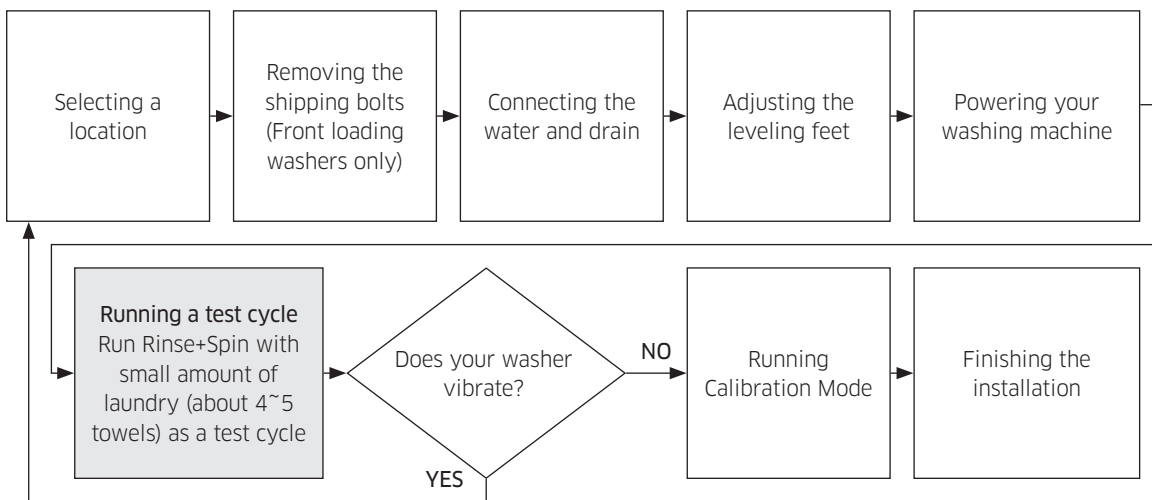 Selecting a
location
Removing the
shipping bolts
(Front loading
washers only)
Connecting the
water and drain
Adjusting the
leveling feet
Powering your
washing machine
Running a test cycle
Run Rinse+Spin with
small amount of
laundry (about 4~5
towels) as a test cycle
Does your washer
vibrate?
NO
YES
Running
Calibration Mode
Finishing the
installation